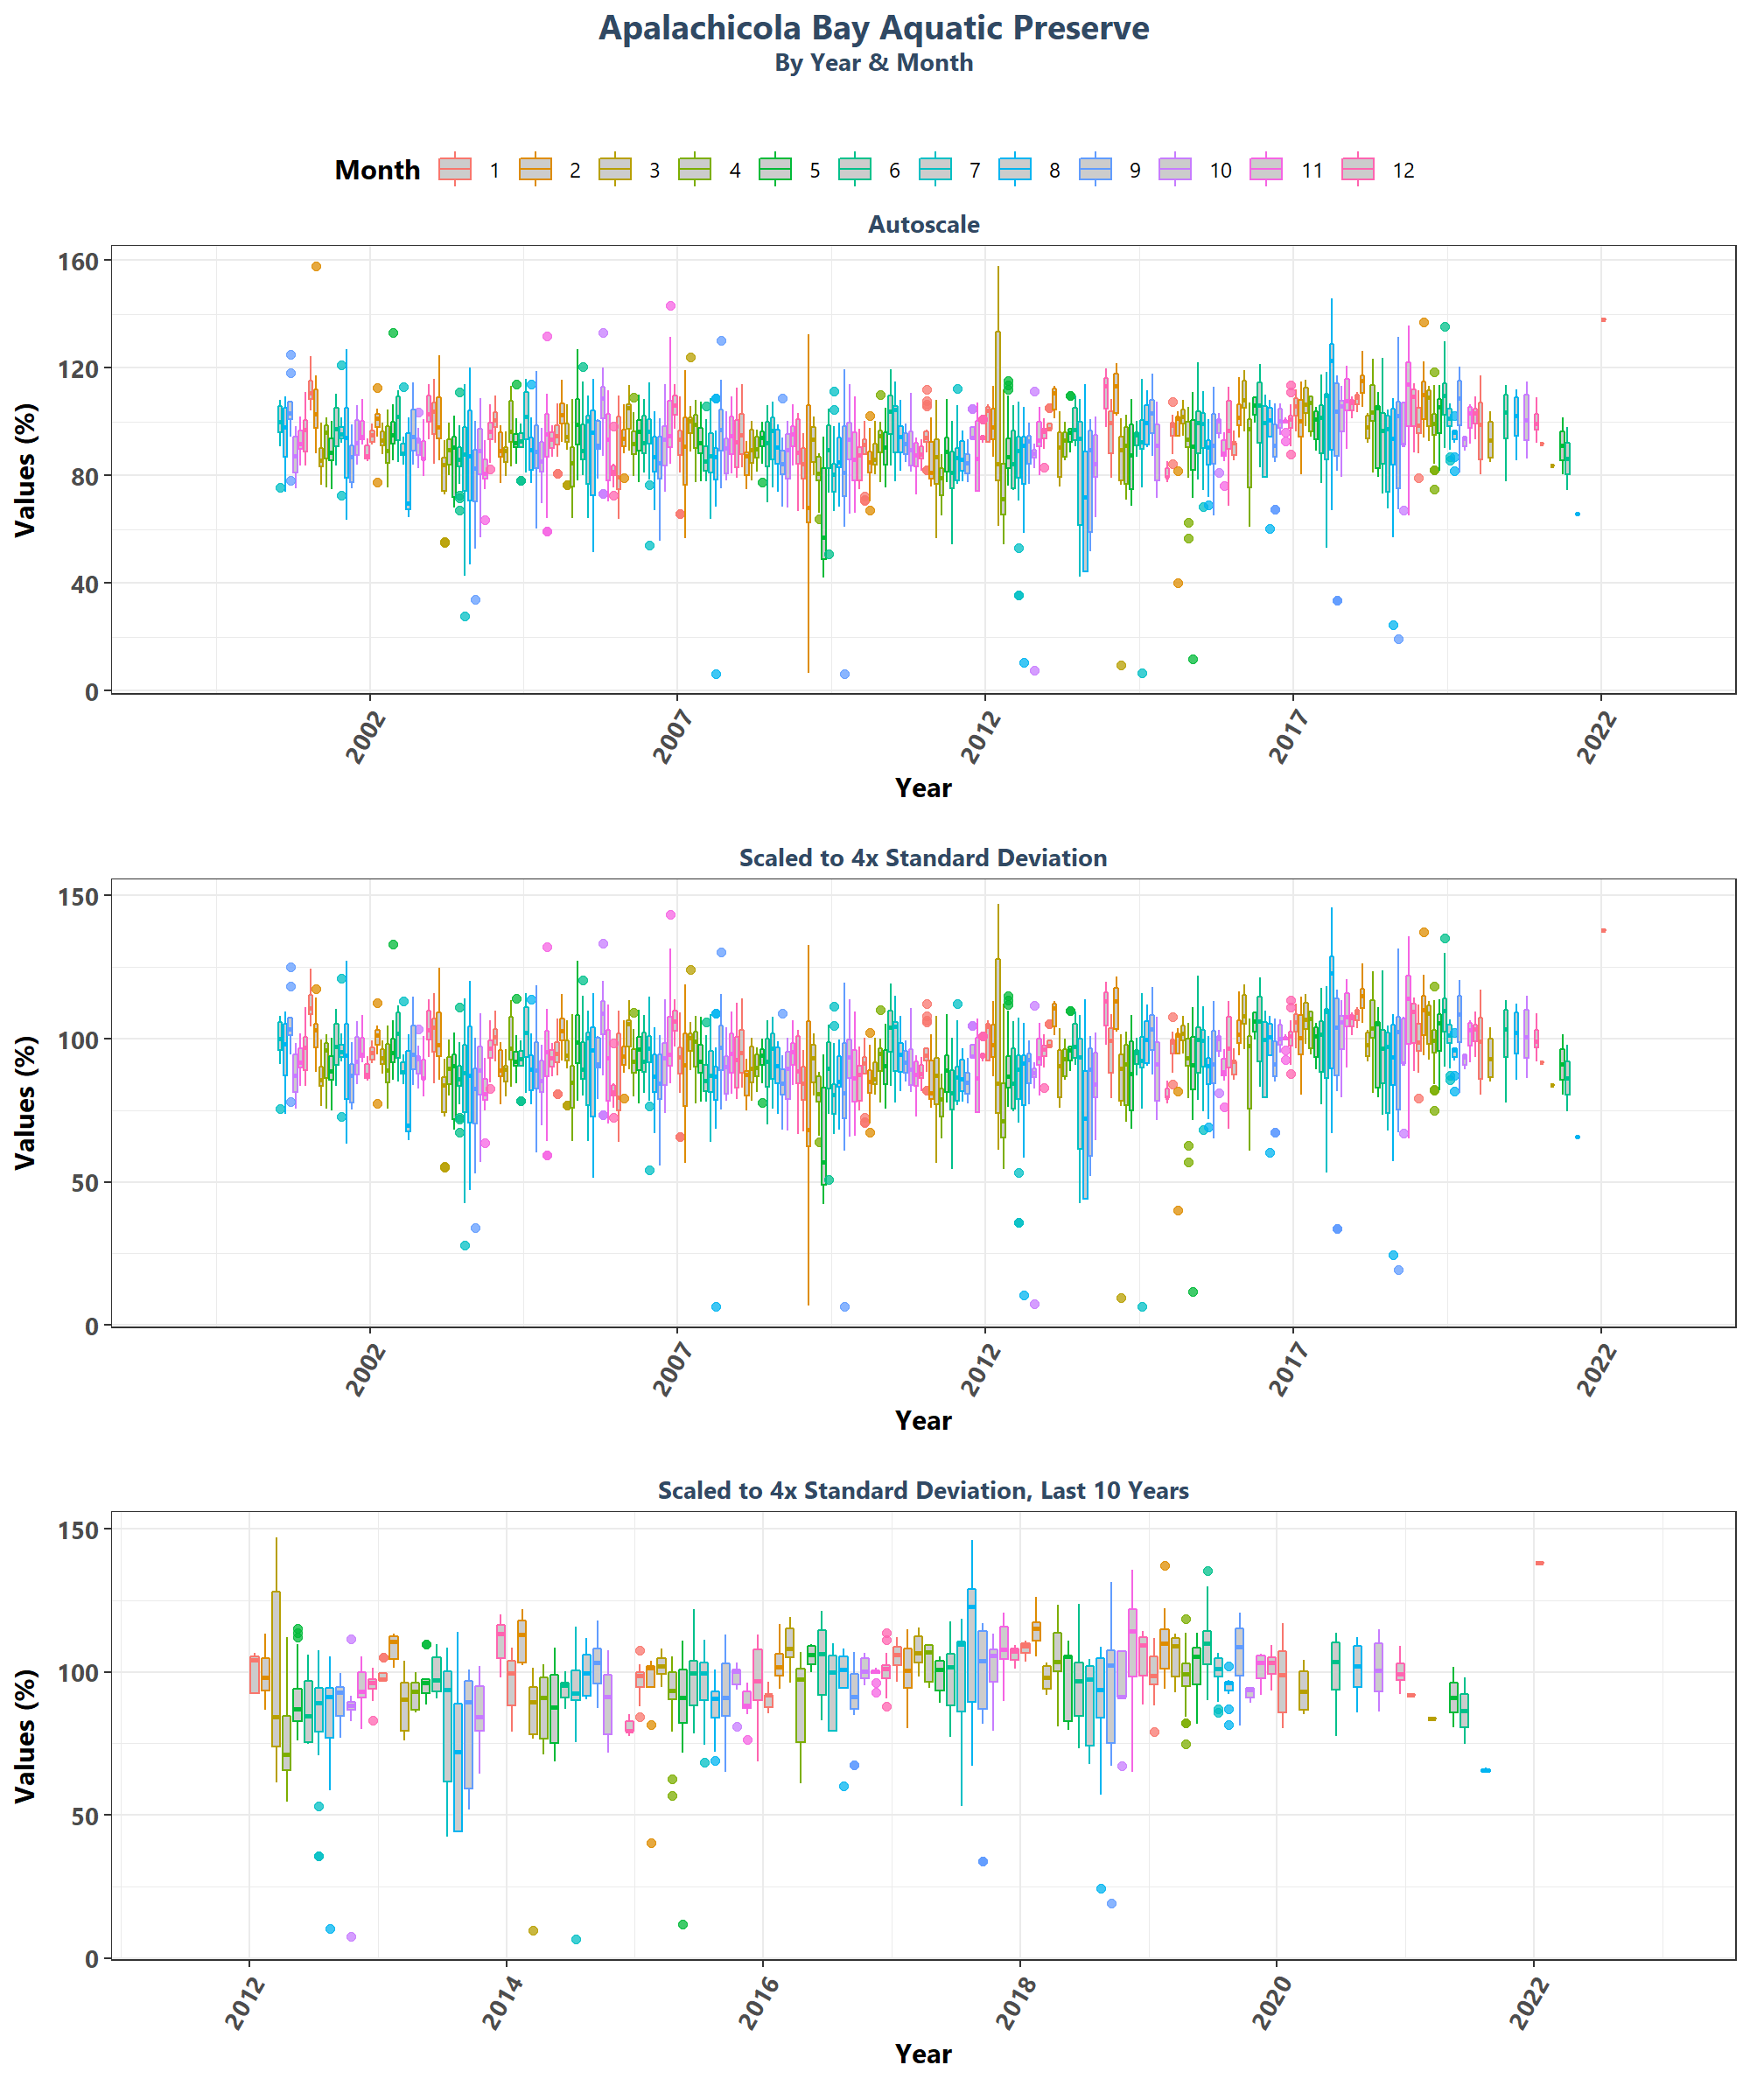 Apalachicola Bay Aquatic Preserve
By Year & Month
Month 1 2 3 4 5 6 7 8 9 10 11 12
Autoscale
Values (%)
160
120
80
40
0
2002 2007 2012 2017 2022
Year
Scaled to 4x Standard Deviation
Values (%)
150
100
50
0
2002 2007 2012 2017 2022
Year
Scaled to 4x Standard Deviation, Last 10 Years
Values (%)
150
100
50
0
2012 2014 2016 2018 2020 2022
Year